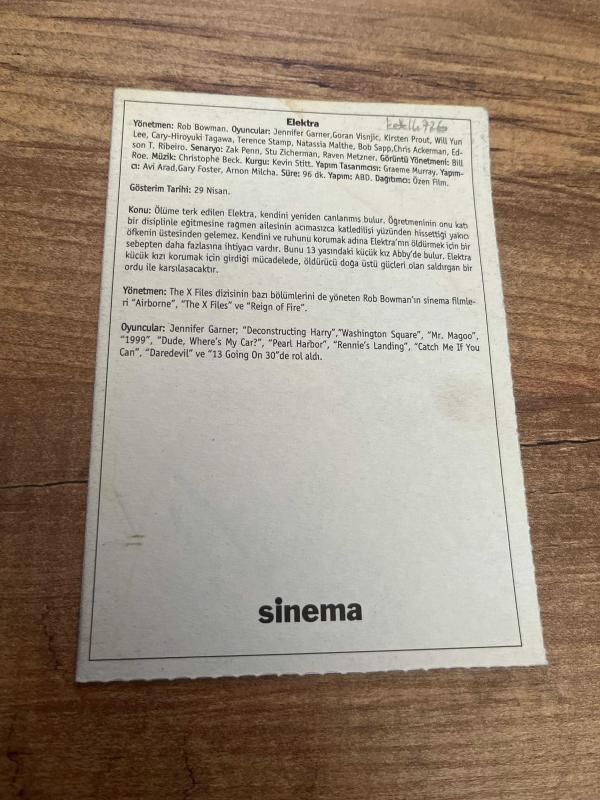 Elektra
Yönetmen: Rob Bowman. Oyuncular: Jennifer Garner,Goran Visnjic, Kirsten Prout, Will Yun
Lee, Cary-Hiroyuki Tagawa, Terence Stamp, Natassia Malthe, Bob Sapp,Chris Ackerman, Ed-
son T. Ribeiro. Senaryo: Zak Penn, Stu Zicherman, Raven Metzner. Görüntü Yönetmeni: Bill
Roe. Müzik: Christophe Beck. Kurgu: Kevin Stitt. Yapım Tasarımcısı: Graeme Murray. Yapım-
cı: Avi Arad,Gary Foster, Arnon Milcha. Süre: 96 dk. Yapım: ABD. Dağıtımcı: Özen Film.
Gösterim Tarihi: 29 Nisan.
Konu: Ölüme terk edilen Elektra, kendini yeniden canlanmış bulur. Öğretmeninin onu katı
bir disiplinle eğitmesine rağmen ailesinin acımasızca katledilişi yüzünden hissettiği yakıcı
öfkenin üstesinden gelemez. Kendini ve ruhunu korumak adına Elektra'nın öldürmek için bir
sebepten daha fazlasına ihtiyacı vardır. Bunu 13 yasındaki küçük kız Abby'de bulur. Elektra
küçük kızı korumak için girdigi mücadelede, öldürücü doğa üstü güçleri olan saldırgan bir
ordu ile karsılasacaktır.
Yönetmen: The X Files dizisinin bazı bölümlerini de yöneten Rob Bowman'ın sinema filmle-
ri "Airborne", "The X Files" ve "Reign of Fire".
Oyuncular: Jennifer Garner; "Deconstructing Harry","Washington Square", "Mr. Magoo",
"1999", "Dude, Where's My Car?", "Pearl Harbor", "Rennie's Landing", "Catch Me If You
Can", "Daredevil" ve "13 Going On 30"de rol aldı.
sinema